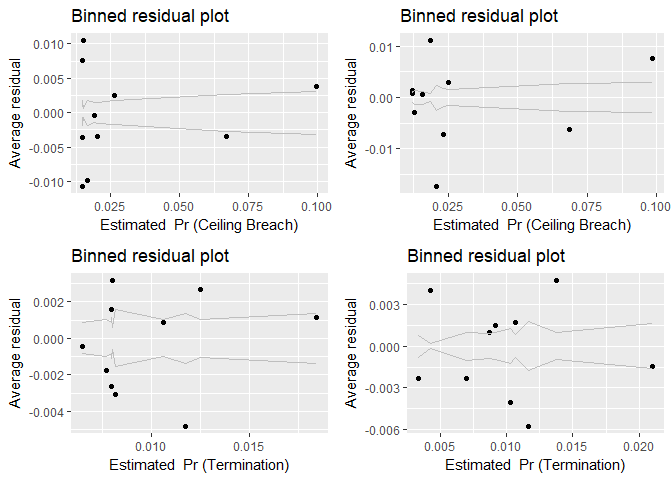 Binned residual plot
Average residual
0.010
0.005
0.000
-0.005
-0.010
0.025
0.050
0.075
0.100
Estimated Pr (Ceiling Breach)
Binned residual plot
Average residual
0.01
0.00
-0.01
0.025
0.050
0.075
0.100
Estimated Pr (Ceiling Breach)
Binned residual plot
Average residual
0.002
0.000
-0.002
-0.004
0.010
0.015
Estimated Pr (Termination)
Binned residual plot
Average residual
0.003
0.000
-0.003
-0.006
0.005
0.010
0.015
0.020
Estimated Pr (Termination)